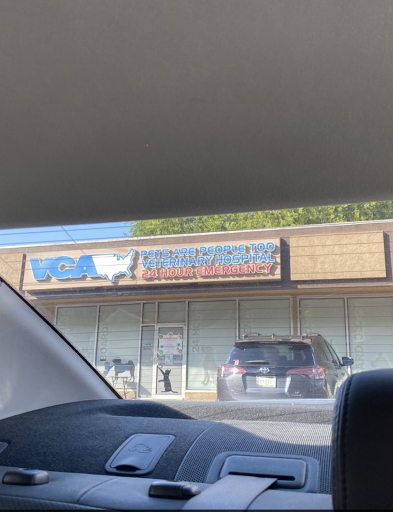 VCA
PETS ARE PEOPLE TOO
VETERINARY HOSPITAL
24 HOUR EMERGENCY